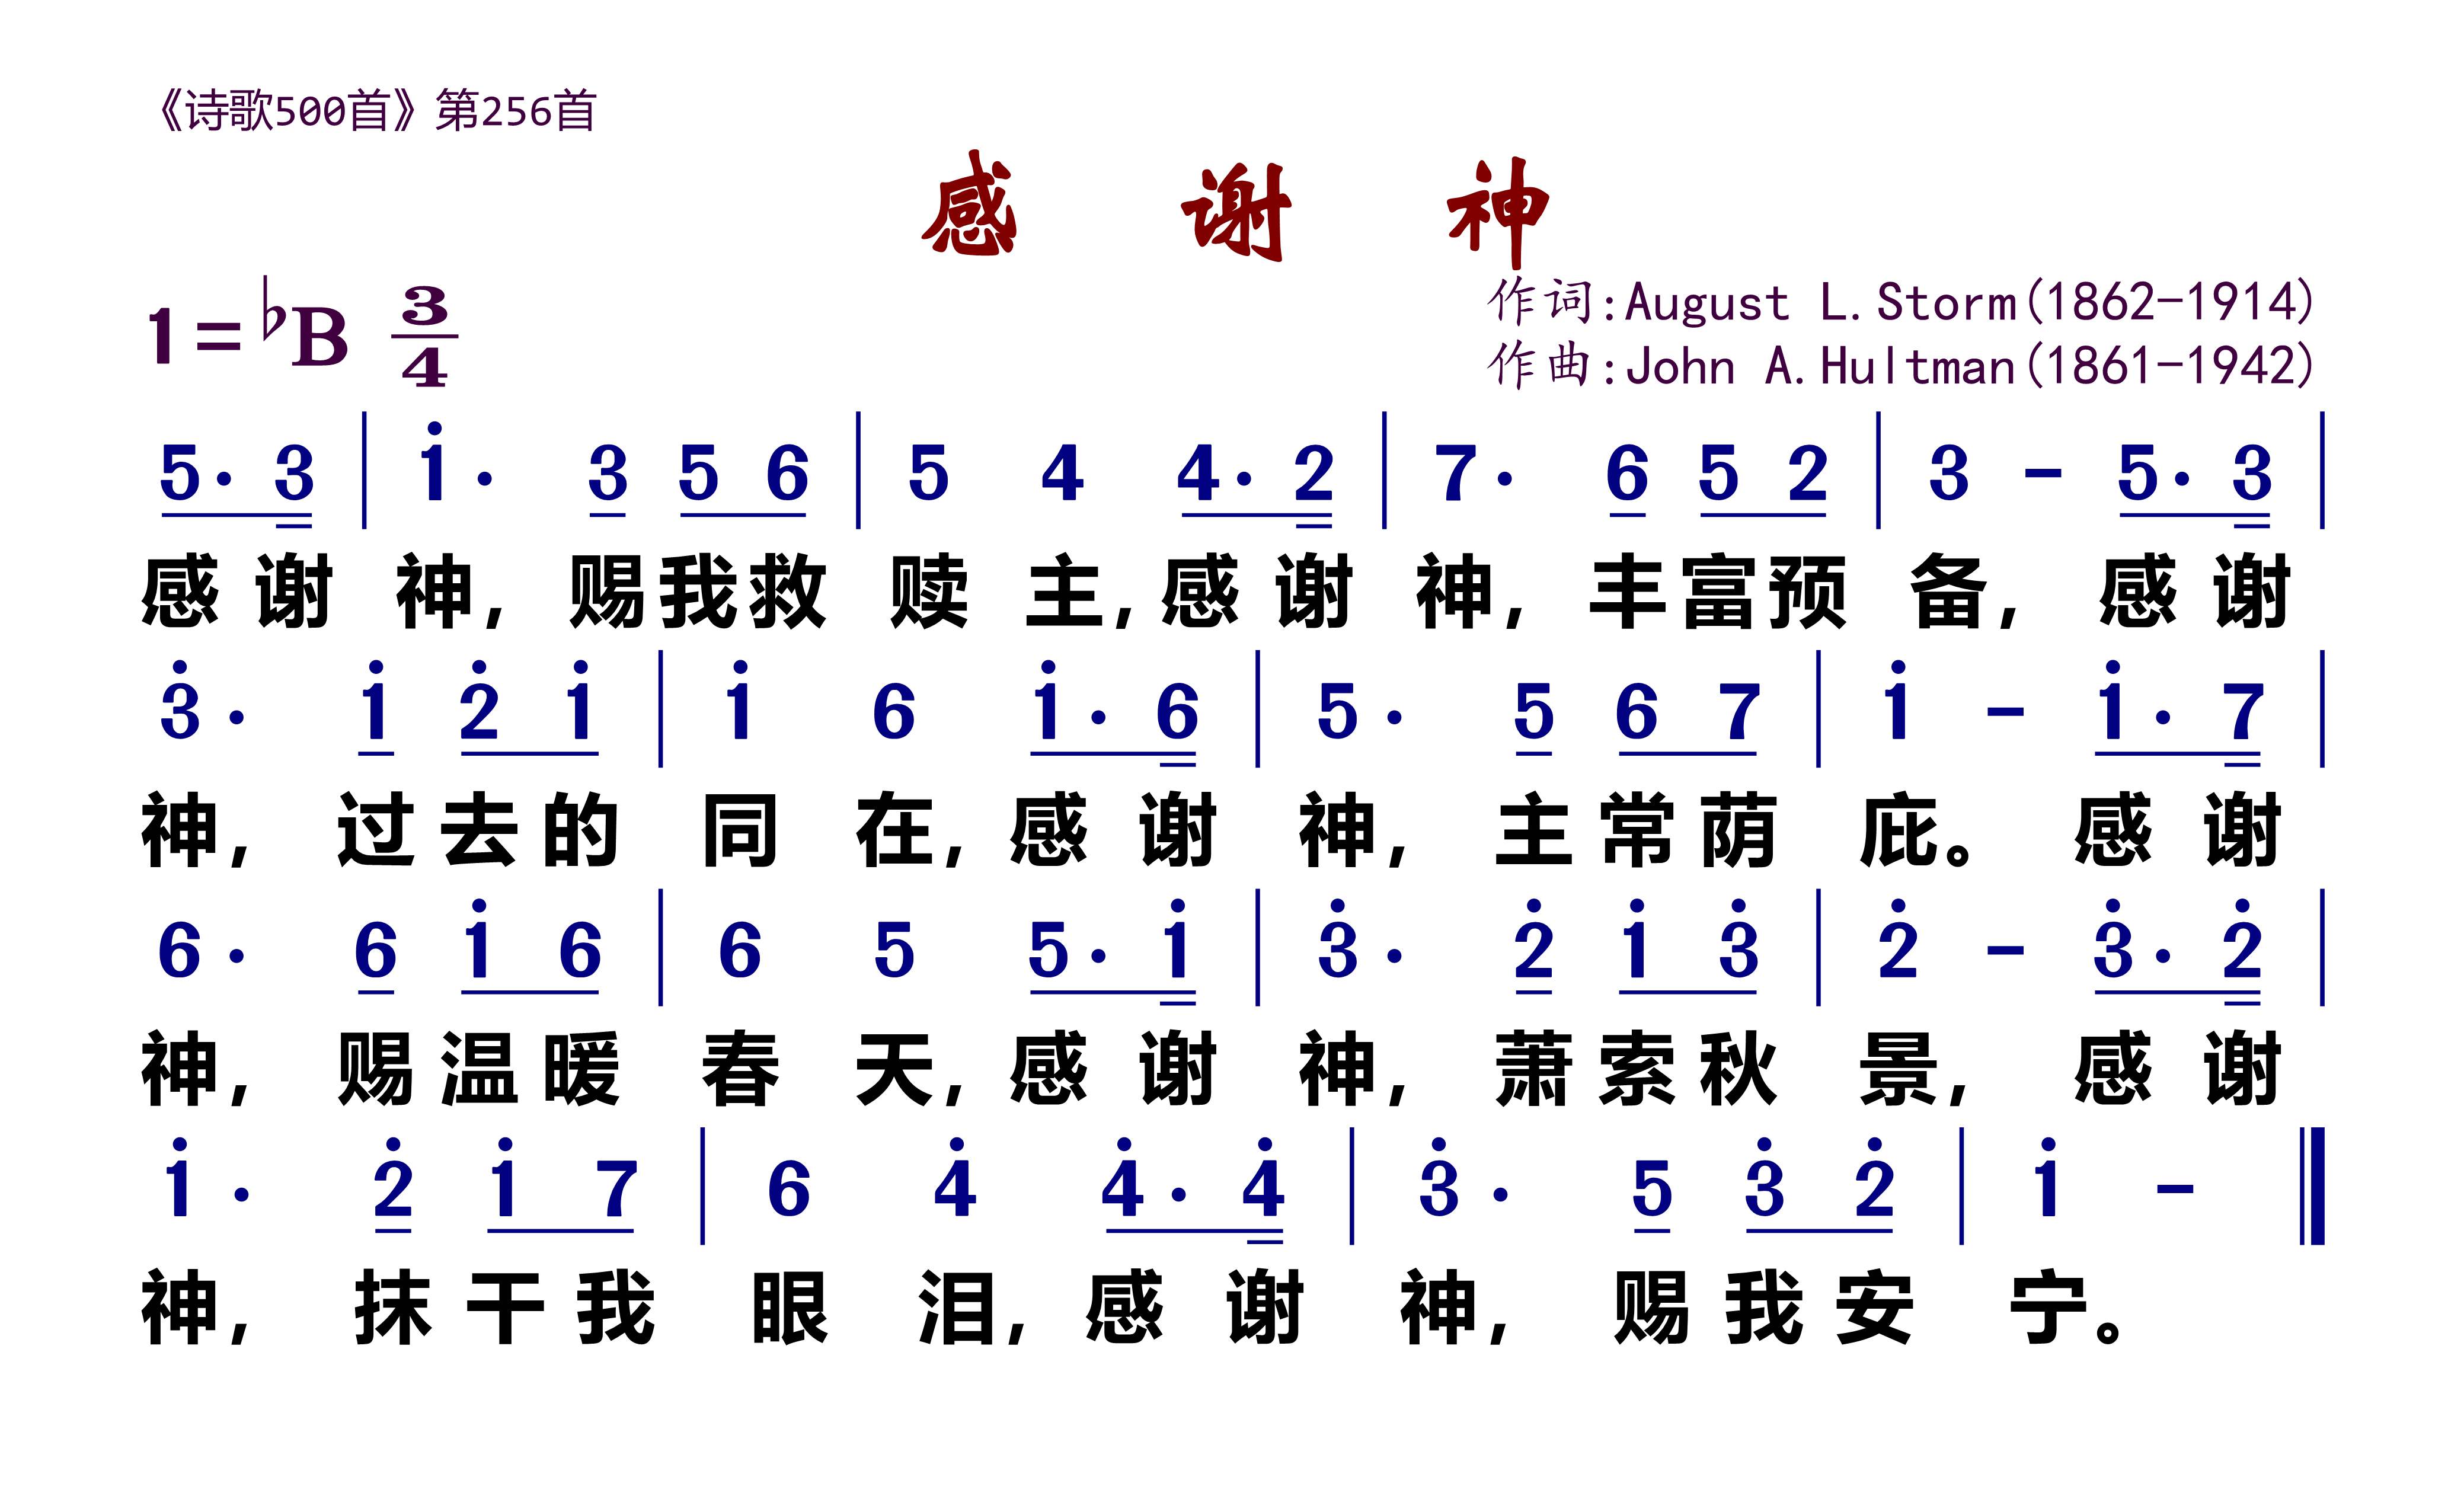 《诗歌500首》第256首
感 谢 神
1=♭B 3/4
作词:August L.Storm(1862-1914)
作曲:John A.Hultman(1861-1942)
5· 3 | i· 3 5 6 | 5 4 4· 2 | 7· 6 5 2 | 3 - 5· 3 |
感谢神,赐我救赎主,感谢神,丰富预备,感谢
3̇· i 2̇ i | i 6 i· 6 | 5· 5 6 7 | i - i· 7 |
神,过去的同在,感谢神,主常荫庇。感谢
6· 6 i 6 | 6 5 5· i | 3̇· 2̇ i 3̇ | 2̇ - 3̇· 2̇ |
神,赐温暖春天,感谢神,萧索秋景,感谢
i· 2̇ i 7 | 6 4̇ 4̇· 4̇ | 3̇· 5 3̇ 2̇ | i - ‖
神,抹干我眼泪,感谢神,赐我安宁。